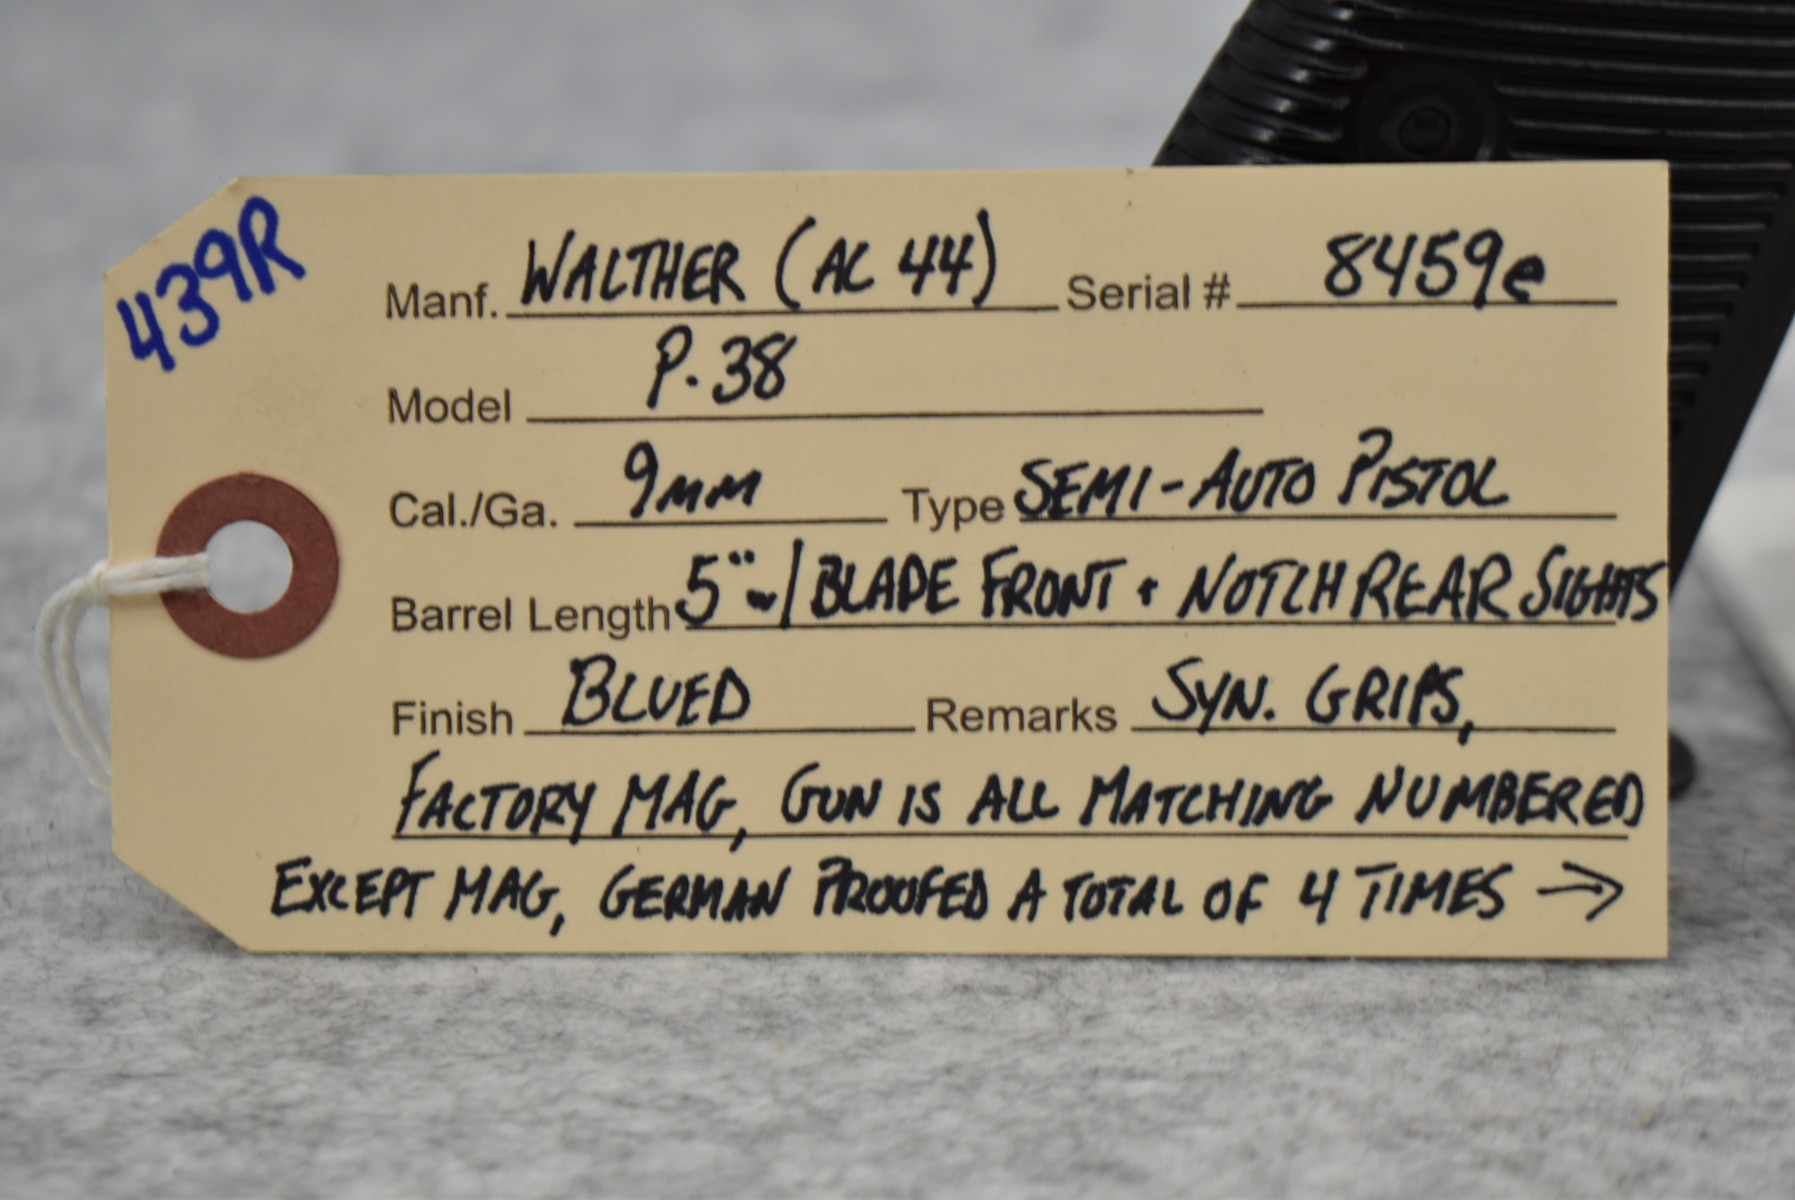 439R
Manf. WALTHER (AC 44) Serial # 8459e
Model P.38
Cal./Ga. 9MM Type SEMI-AUTO PISTOL
Barrel Length 5" w/ BLADE FRONT + NOTCH REAR SIGHTS
Finish BLUED Remarks SYN. GRIPS,
FACTORY MAG, GUN IS ALL MATCHING NUMBERED
EXCEPT MAG, GERMAN PROOFED A TOTAL OF 4 TIMES →